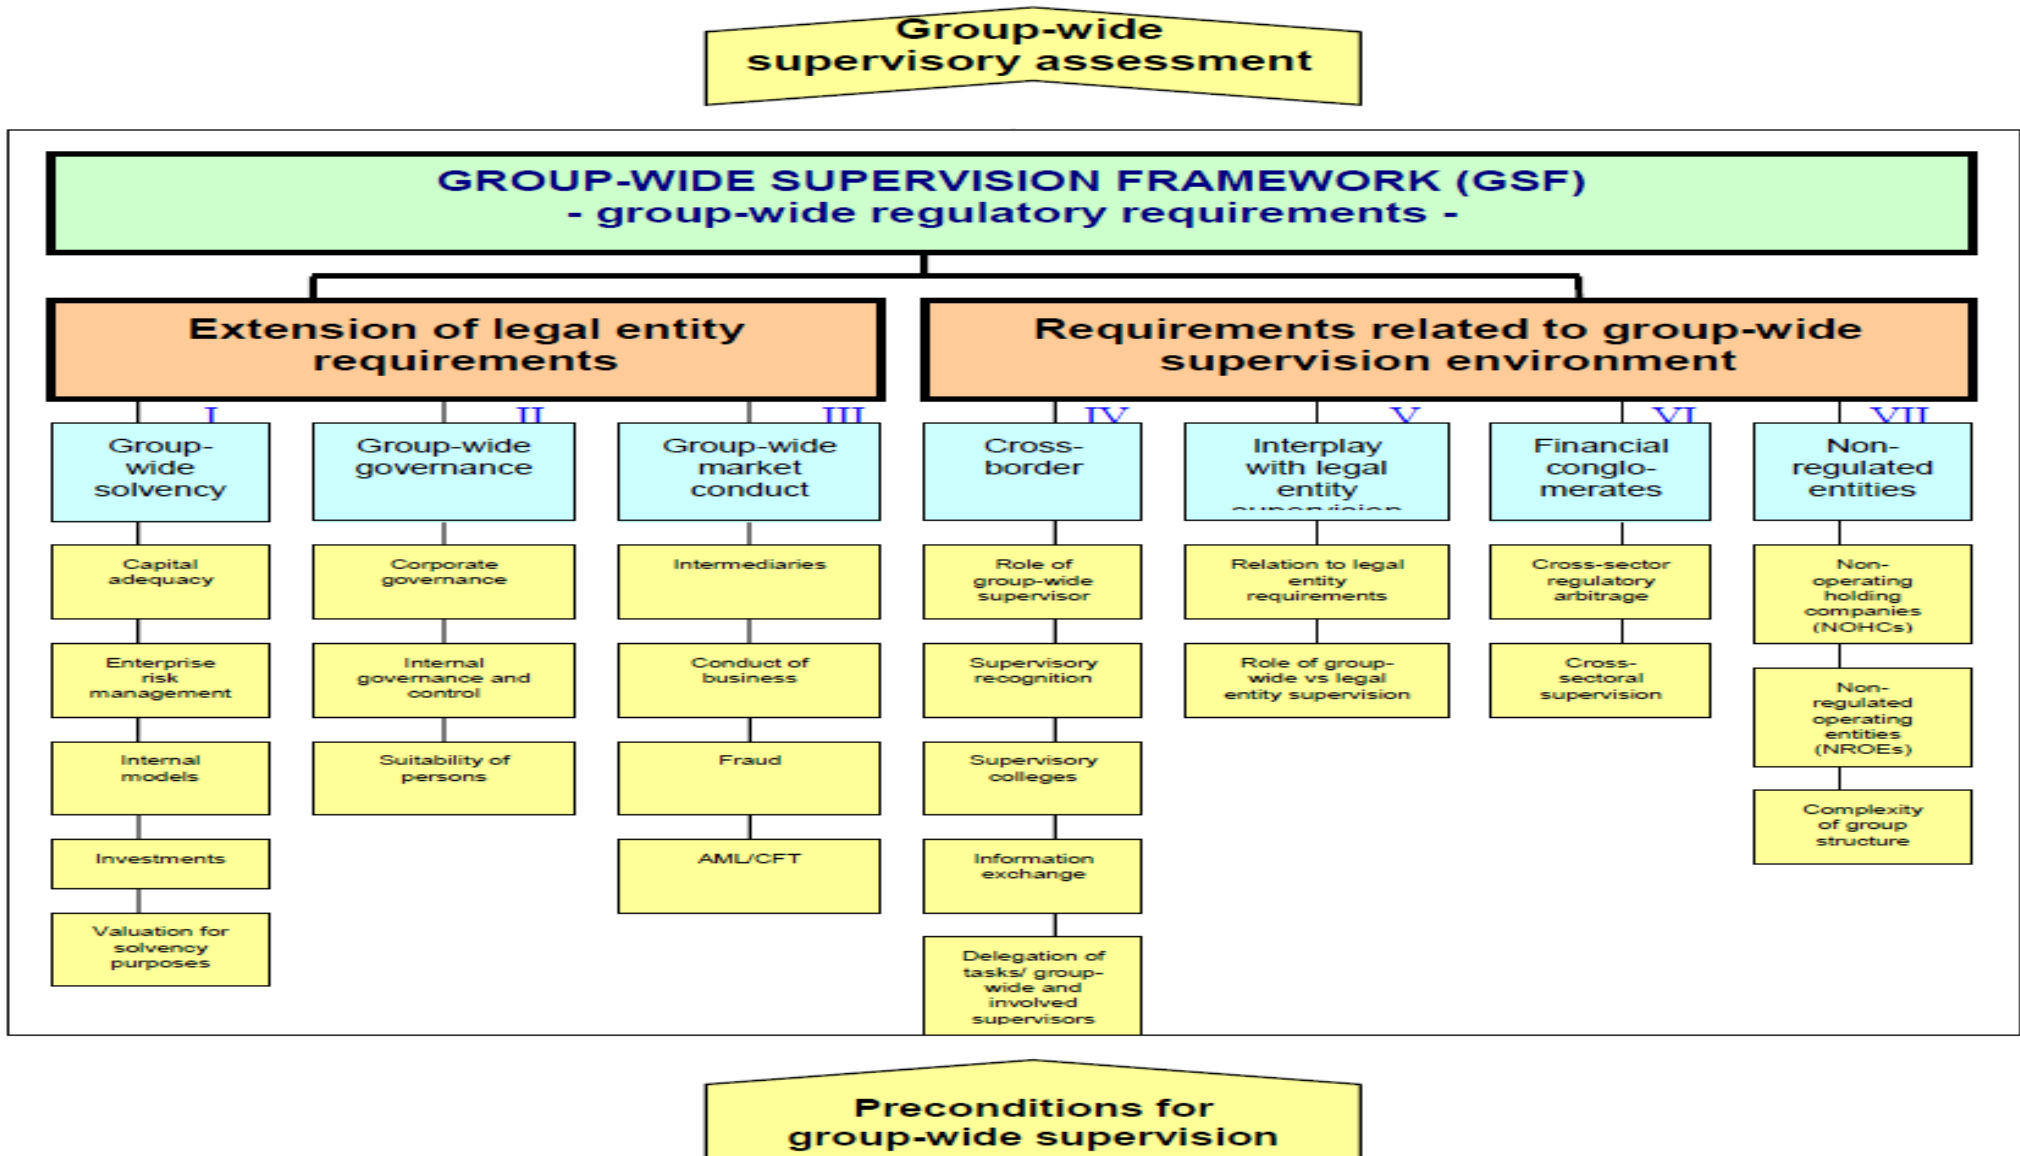 Group-wide
supervisory assessment
GROUP-WIDE SUPERVISION FRAMEWORK (GSF)
- group-wide regulatory requirements -
Extension of legal entity
requirements
Requirements related to group-wide
supervision environment
I
Group-
wide
solvency
Capital
adequacy
Enterprise
risk
management
Internal
models
Investments
Valuation for
solvency
purposes
II
Group-wide
governance
Corporate
governance
Internal
governance and
control
Suitability of
persons
III
Group-wide
market
conduct
Intermediaries
Conduct of
business
Fraud
AML/CFT
IV
Cross-
border
Role of
group-wide
supervisor
Supervisory
recognition
Supervisory
colleges
Information
exchange
Delegation of
tasks/ group-
wide and
involved
supervisors
V
Interplay
with legal
entity
supervision
Relation to legal
entity
requirements
Role of group-
wide vs legal
entity supervision
VI
Financial
conglo-
merates
Cross-sector
regulatory
arbitrage
Cross-
sectoral
supervision
VII
Non-
regulated
entities
Non-
operating
holding
companies
(NOHCs)
Non-
regulated
operating
entities
(NROEs)
Complexity
of group
structure
Preconditions for
group-wide supervision